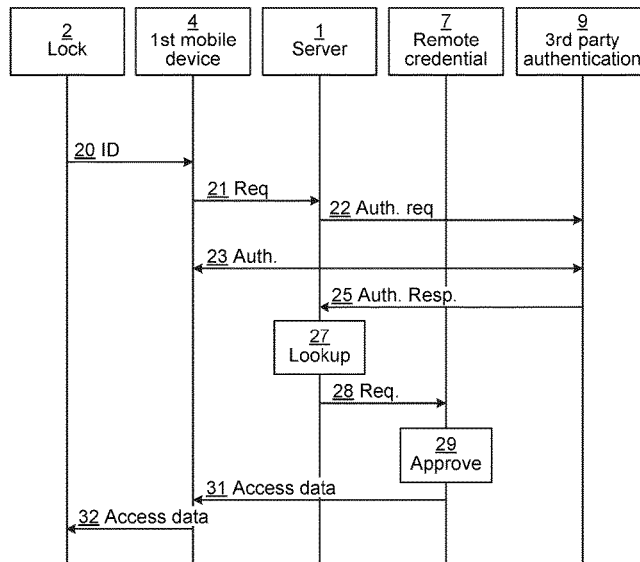 2
Lock
4
1st mobile
device
1
Server
7
Remote
credential
9
3rd party
authentication
20 ID
21 Req
22 Auth. req
23 Auth.
25 Auth. Resp.
27
Lookup
28 Req.
29
Approve
31 Access data
32 Access data